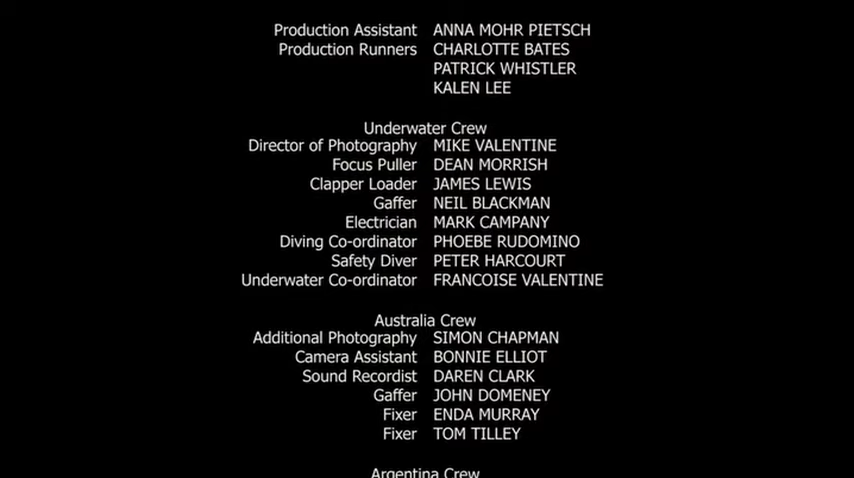 Production Assistant ANNA MOHR PIETSCH
Production Runners CHARLOTTE BATES
PATRICK WHISTLER
KALEN LEE
Underwater Crew
Director of Photography MIKE VALENTINE
Focus Puller DEAN MORRISH
Clapper Loader JAMES LEWIS
Gaffer NEIL BLACKMAN
Electrician MARK CAMPANY
Diving Co-ordinator PHOEBE RUDOMINO
Safety Diver PETER HARCOURT
Underwater Co-ordinator FRANCOISE VALENTINE
Australia Crew
Additional Photography SIMON CHAPMAN
Camera Assistant BONNIE ELLIOT
Sound Recordist DAREN CLARK
Gaffer JOHN DOMENEY
Fixer ENDA MURRAY
Fixer TOM TILLEY
Argentina Crew